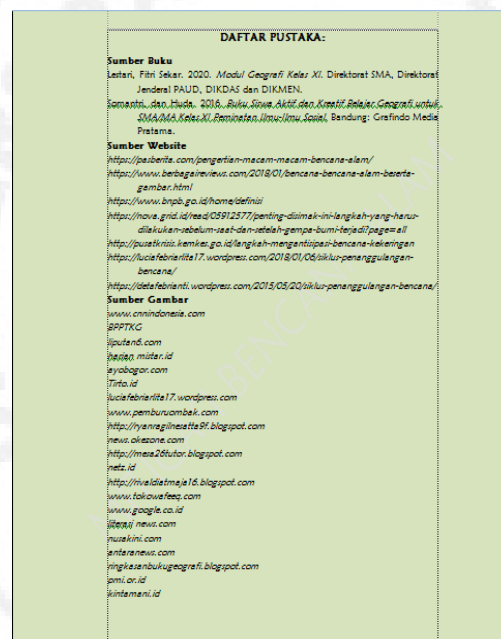 DAFTAR PUSTAKA:
Sumber Buku
Lestari, Fitri Sekar. 2020. Modul Geografi Kelas XI. Direktorat SMA, Direktorat
Jenderal PAUD, DIKDAS dan DIKMEN.
Somantri, dan Huda. 2016. Buku Siswa Aktif dan Kreatif Belajar Geografi untuk
SMA/MA Kelas XI Peminatan Ilmu-Ilmu Sosial, Bandung: Grafindo Media
Pratama.
Sumber Website
https://pasberita.com/pengertian-macam-macam-bencana-alam/
https://www.berbagaireviews.com/2018/01/bencana-bencana-alam-beserta-
gambar.html
https://www.bnpb.go.id/home/definisi
https://nova.grid.id/read/05912577/penting-disimak-ini-langkah-yang-harus-
dilakukan-sebelum-saat-dan-setelah-gempa-bumi-terjadi?page=all
http://pusatkrisis.kemkes.go.id/langkah-mengantisipasi-bencana-kekeringan
https://luciafebriarlita17.wordpress.com/2018/01/06/siklus-penanggulangan-
bencana/
https://detafebrianti.wordpress.com/2015/05/20/siklus-penanggulangan-bencana/
Sumber Gambar
www.cnnindonesia.com
BPPTKG
liputan6.com
harian mistar.id
ayobogor.com
Tirto.id
luciafebriarlita17.wordpress.com
www.pemburuombak.com
http://ryanragilnesatta9f.blogspot.com
news.okezone.com
http://mesa26tutor.blogspot.com
netz.id
http://rivaldiatmaja16.blogspot.com
www.tokowafeeq.com
www.google.co.id
literasi news.com
nusakini.com
antaranews.com
ringkasanbukugeografi.blogspot.com
pmi.or.id
kintamani.id